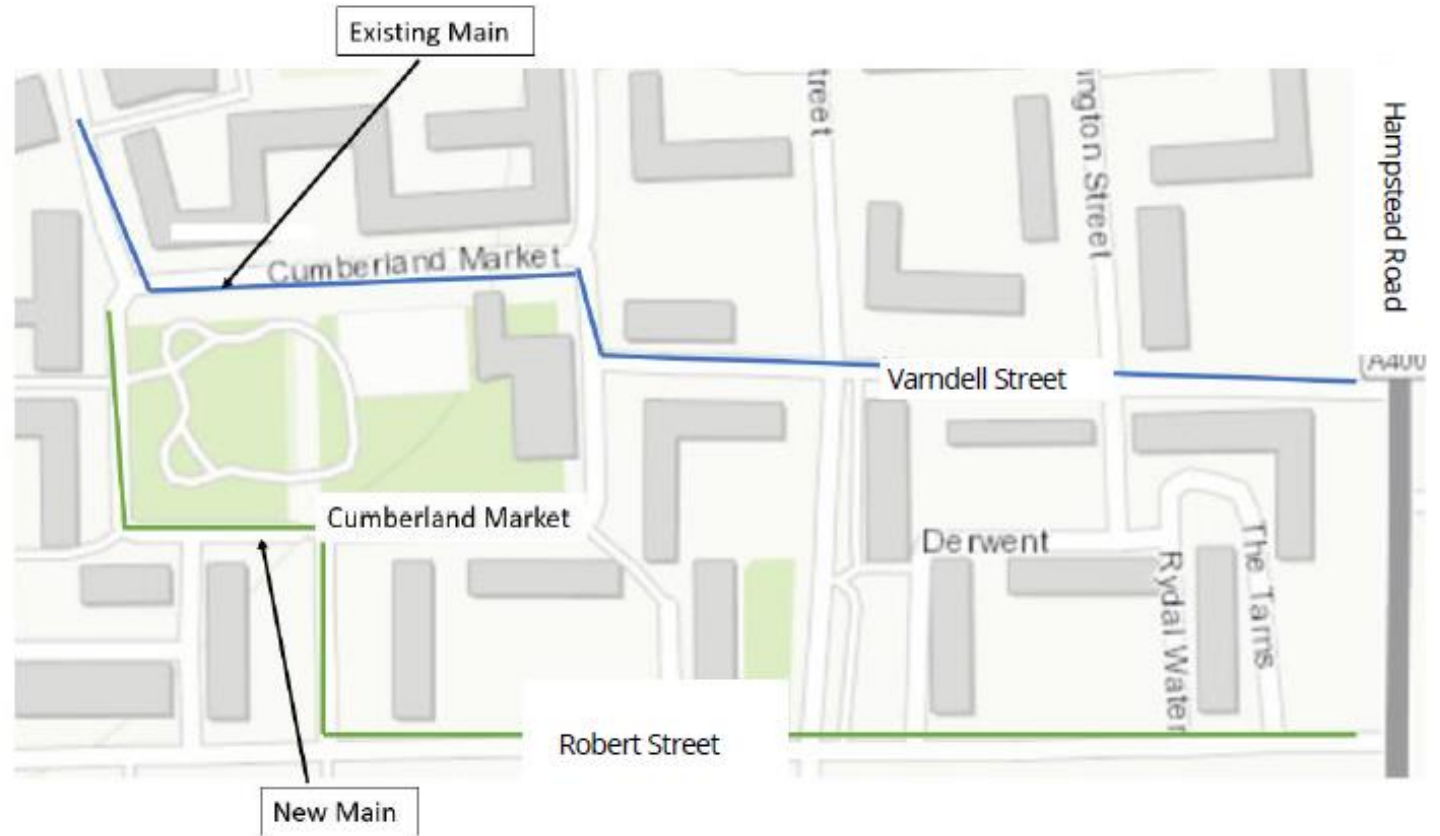 Existing Main
treet
ington Street
Hampstead Road
Cumberland Market
Varndell Street
A400
Cumberland Market
Derwent
Rydal Water
The Tarns
Robert Street
New Main